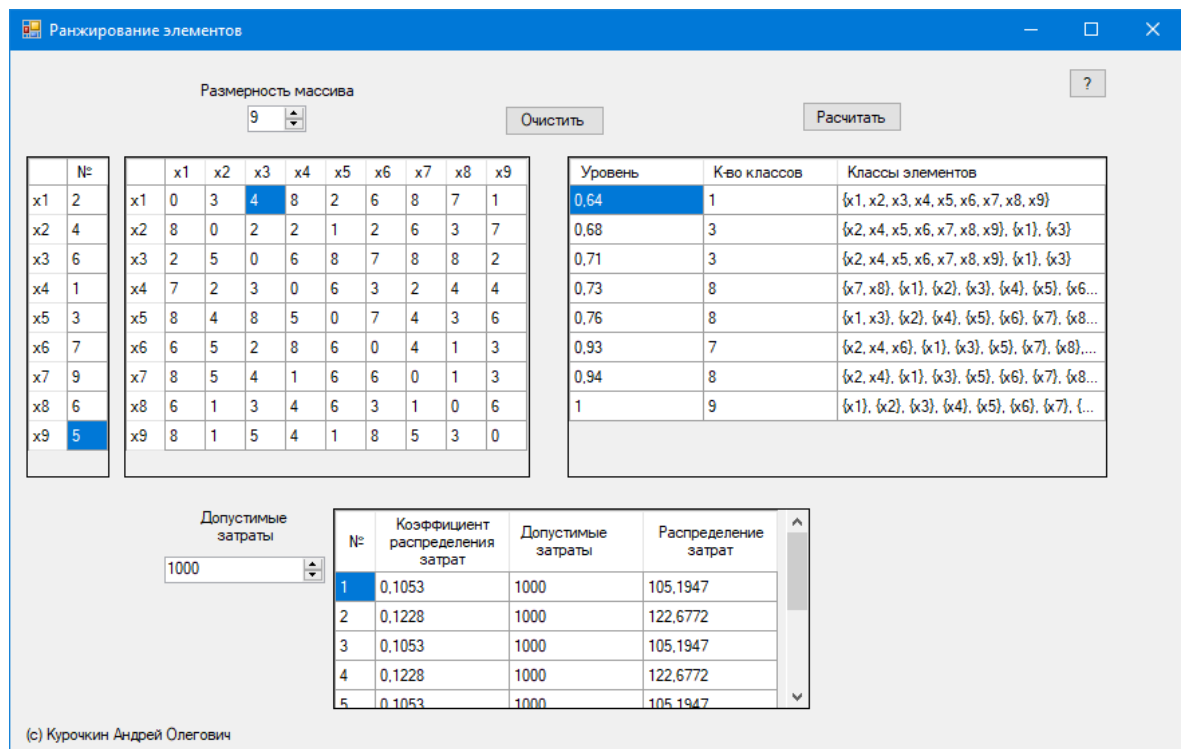 Ранжирование элементов
?
Размерность массива
9
Очистить
Расчитать
№
x1 2
x2 4
x3 6
x4 1
x5 3
x6 7
x7 9
x8 6
x9 5
x1 x2 x3 x4 x5 x6 x7 x8 x9
x1 0 3 4 8 2 6 8 7 1
x2 8 0 2 2 1 2 6 3 7
x3 2 5 0 6 8 7 8 8 2
x4 7 2 3 0 6 3 2 4 4
x5 8 4 8 5 0 7 4 3 6
x6 6 5 2 8 6 0 4 1 3
x7 8 5 4 1 6 6 0 1 3
x8 6 1 3 4 6 3 1 0 6
x9 8 1 5 4 1 8 5 3 0
Уровень К-во классов Классы элементов
0,64 1 {x1, x2, x3, x4, x5, x6, x7, x8, x9}
0,68 3 {x2, x4, x5, x6, x7, x8, x9}, {x1}, {x3}
0,71 3 {x2, x4, x5, x6, x7, x8, x9}, {x1}, {x3}
0,73 8 {x7, x8}, {x1}, {x2}, {x3}, {x4}, {x5}, {x6...
0,76 8 {x1, x3}, {x2}, {x4}, {x5}, {x6}, {x7}, {x8...
0,93 7 {x2, x4, x6}, {x1}, {x3}, {x5}, {x7}, {x8},...
0,94 8 {x2, x4}, {x1}, {x3}, {x5}, {x6}, {x7}, {x8...
1 9 {x1}, {x2}, {x3}, {x4}, {x5}, {x6}, {x7}, {...
Допустимые
затраты
1000
№
Коэффициент
распределения
затрат
Допустимые
затраты
Распределение
затрат
1 0,1053 1000 105,1947
2 0,1228 1000 122,6772
3 0,1053 1000 105,1947
4 0,1228 1000 122,6772
5 0,1053 1000 105,1947
(c) Курочкин Андрей Олегович